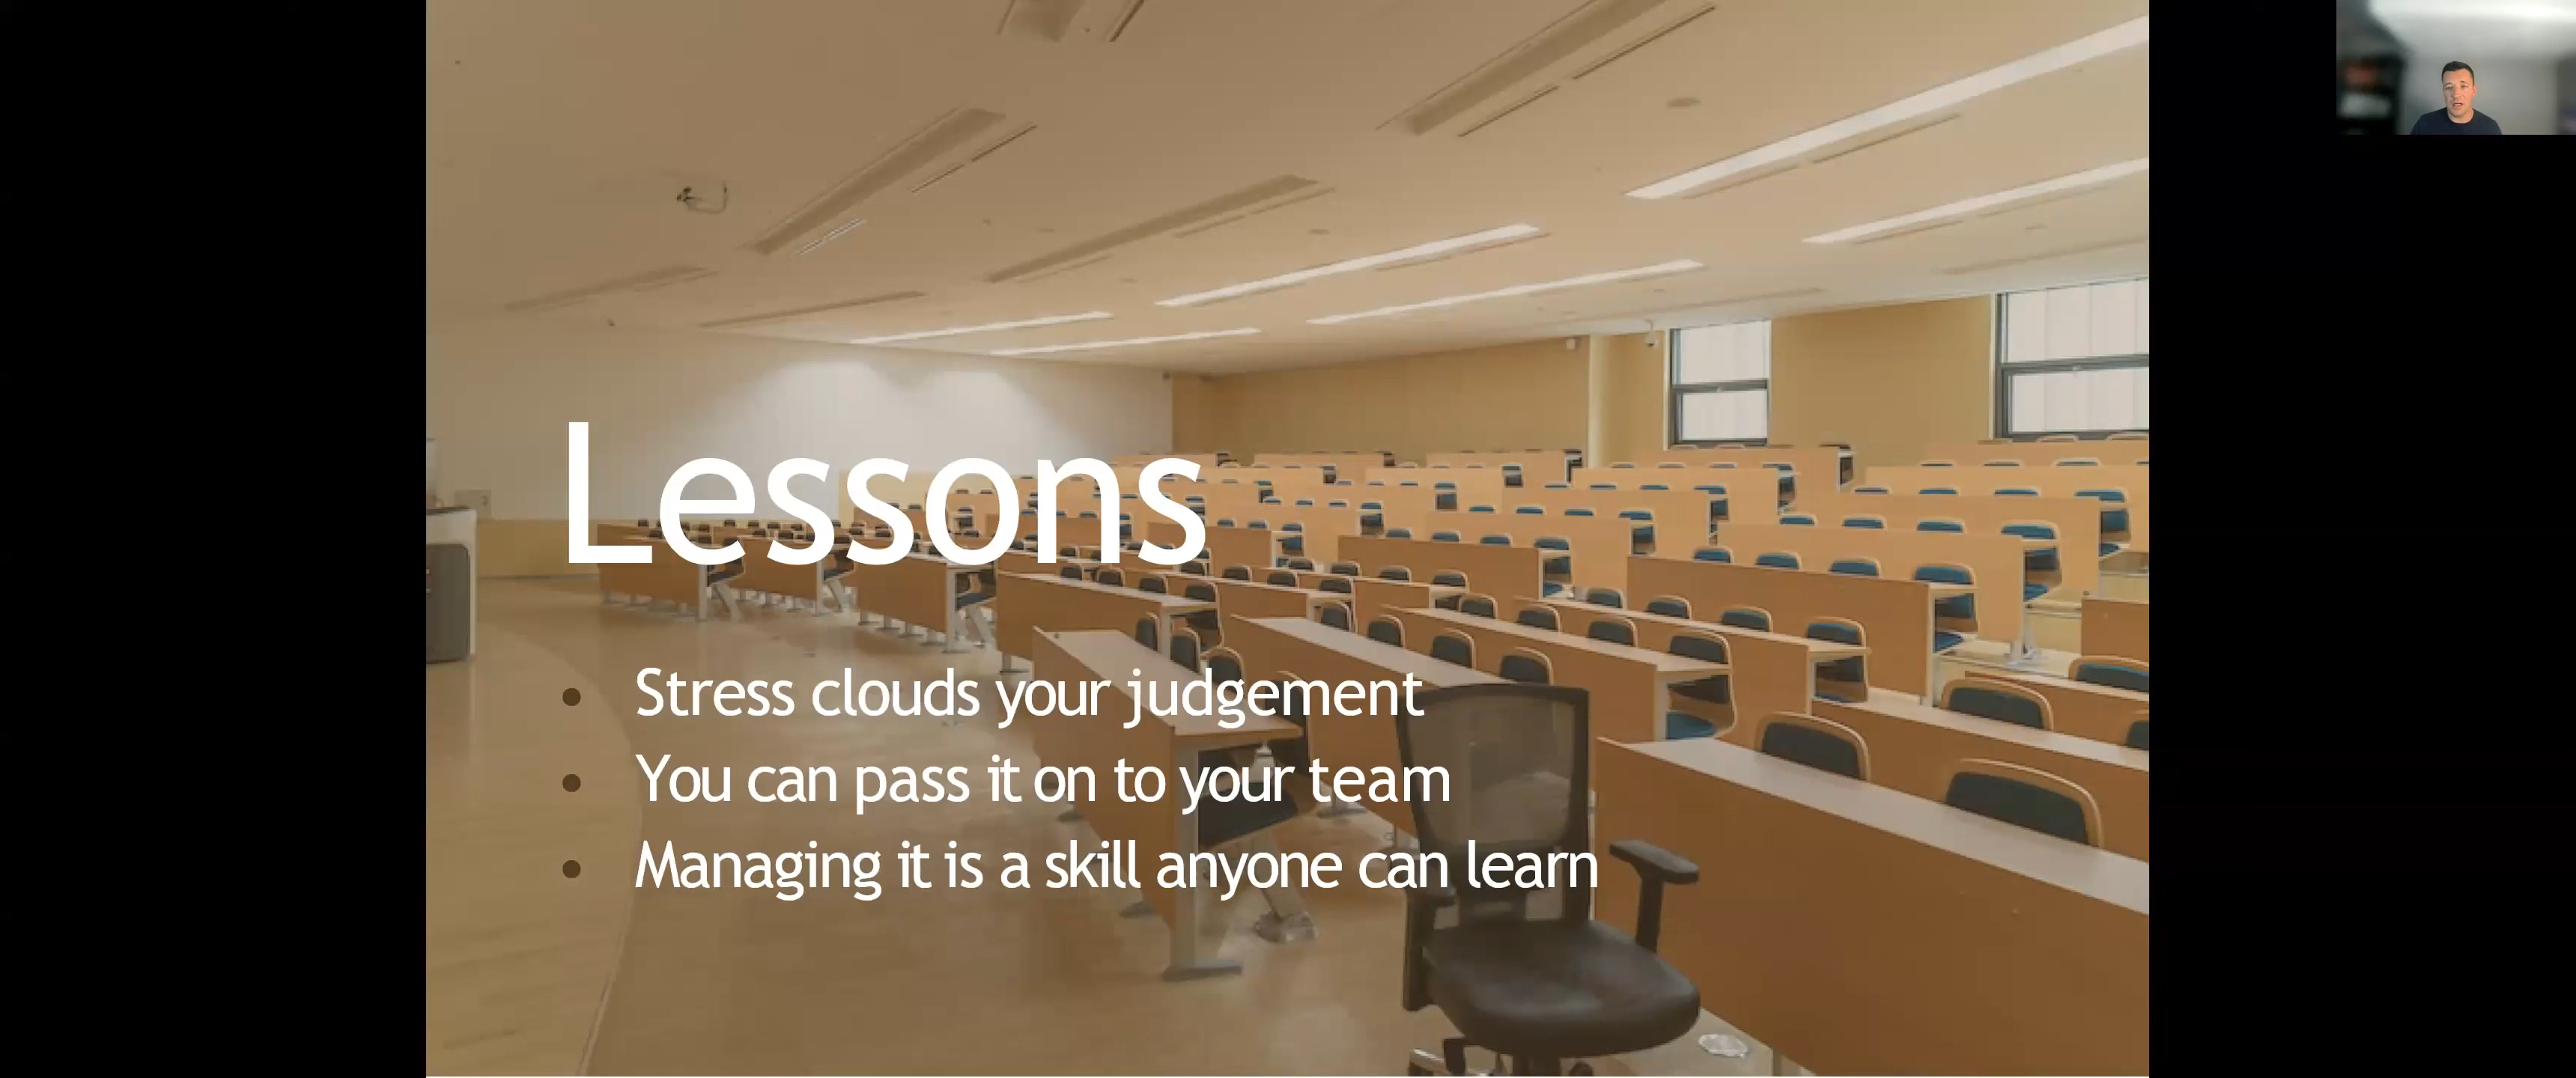 Lessons
Stress clouds your judgement
You can pass it on to your team
Managing it is a skill anyone can learn